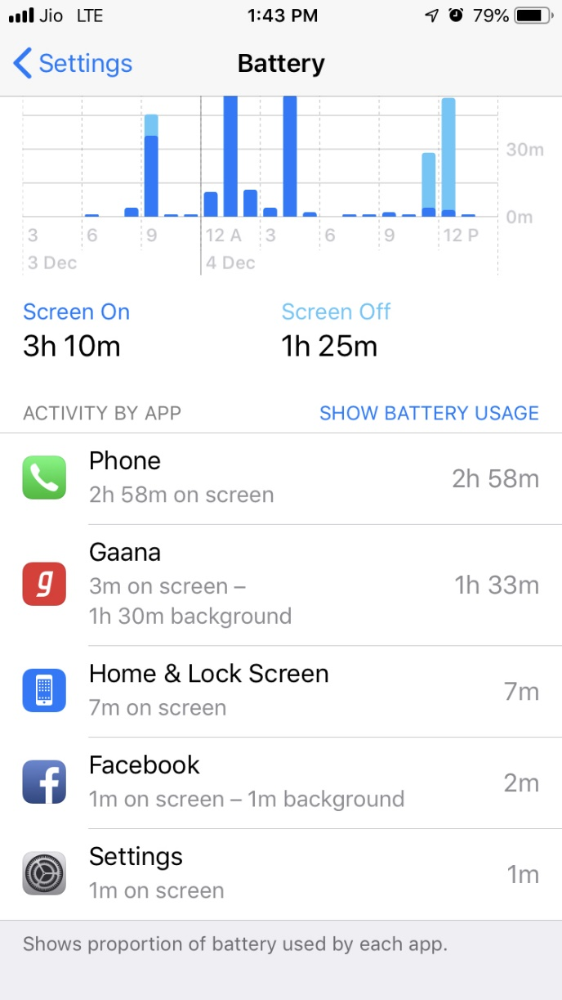 Jio LTE 1:43 PM 79%
Settings Battery
30m
0m
3 6 9 12 A 3 6 9 12 P
3 Dec 4 Dec
Screen On Screen Off
3h 10m 1h 25m
ACTIVITY BY APP SHOW BATTERY USAGE
Phone
2h 58m on screen 2h 58m
Gaana
3m on screen –
1h 30m background 1h 33m
g
Home & Lock Screen
7m on screen 7m
Facebook
1m on screen – 1m background 2m
f
Settings
1m on screen 1m
Shows proportion of battery used by each app.